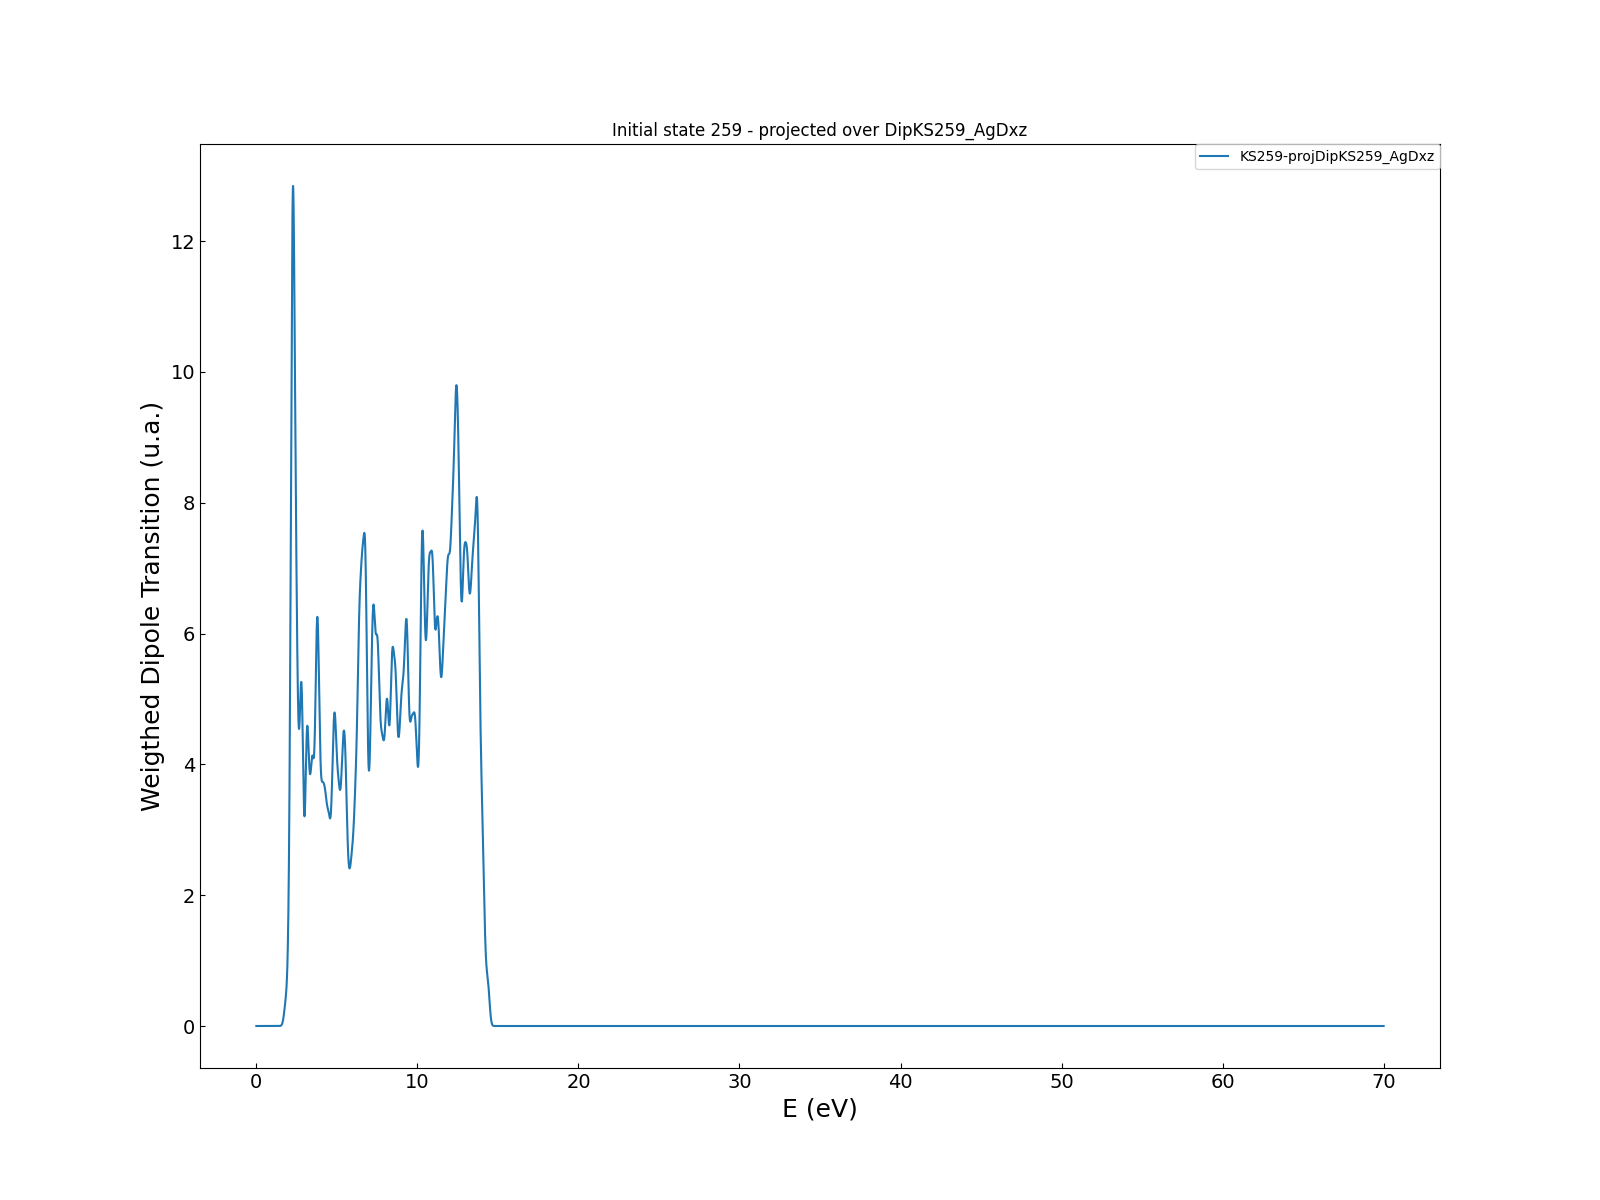 Initial state 259 - projected over DipKS259_AgDxz
KS259-projDipKS259_AgDxz
Weigthed Dipole Transition (u.a.)
12
10
8
6
4
2
0
0 10 20 30 40 50 60 70
E (eV)